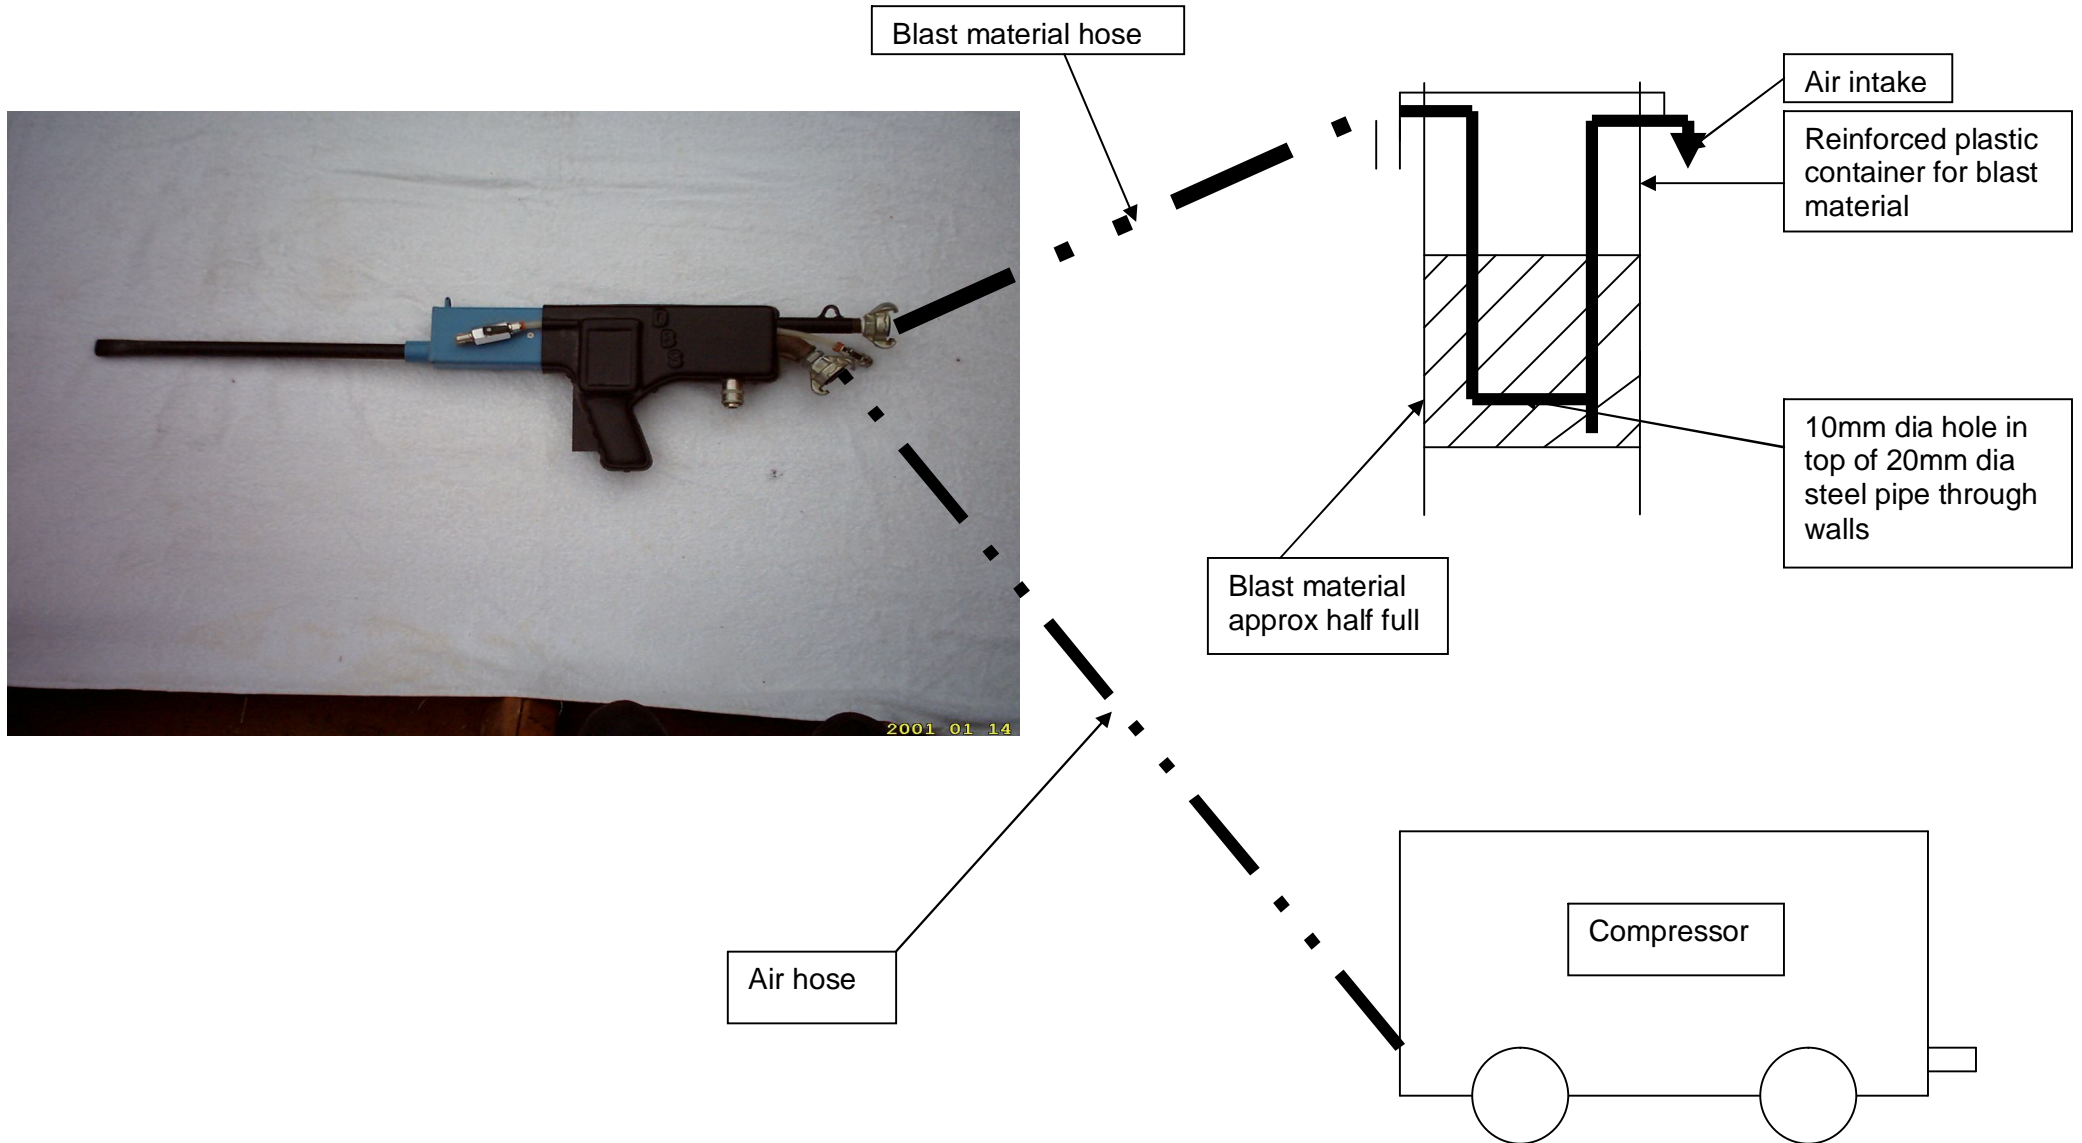 Blast material hose
Air intake
Reinforced plastic
container for blast
material
10mm dia hole in
top of 20mm dia
steel pipe through
walls
Blast material
approx half full
2001 01 14
Air hose
Compressor